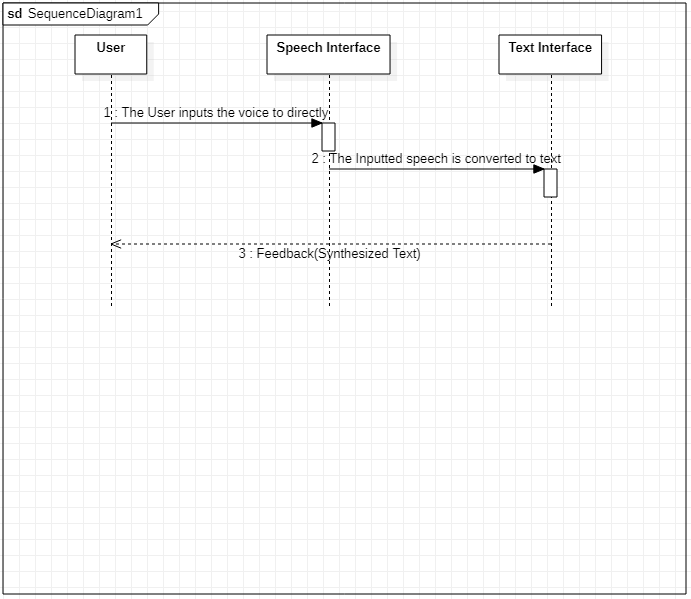 sd SequenceDiagram1
User
Speech Interface
Text Interface
1 : The User inputs the voice to directly
2 : The Inputted speech is converted to text
3 : Feedback(Synthesized Text)